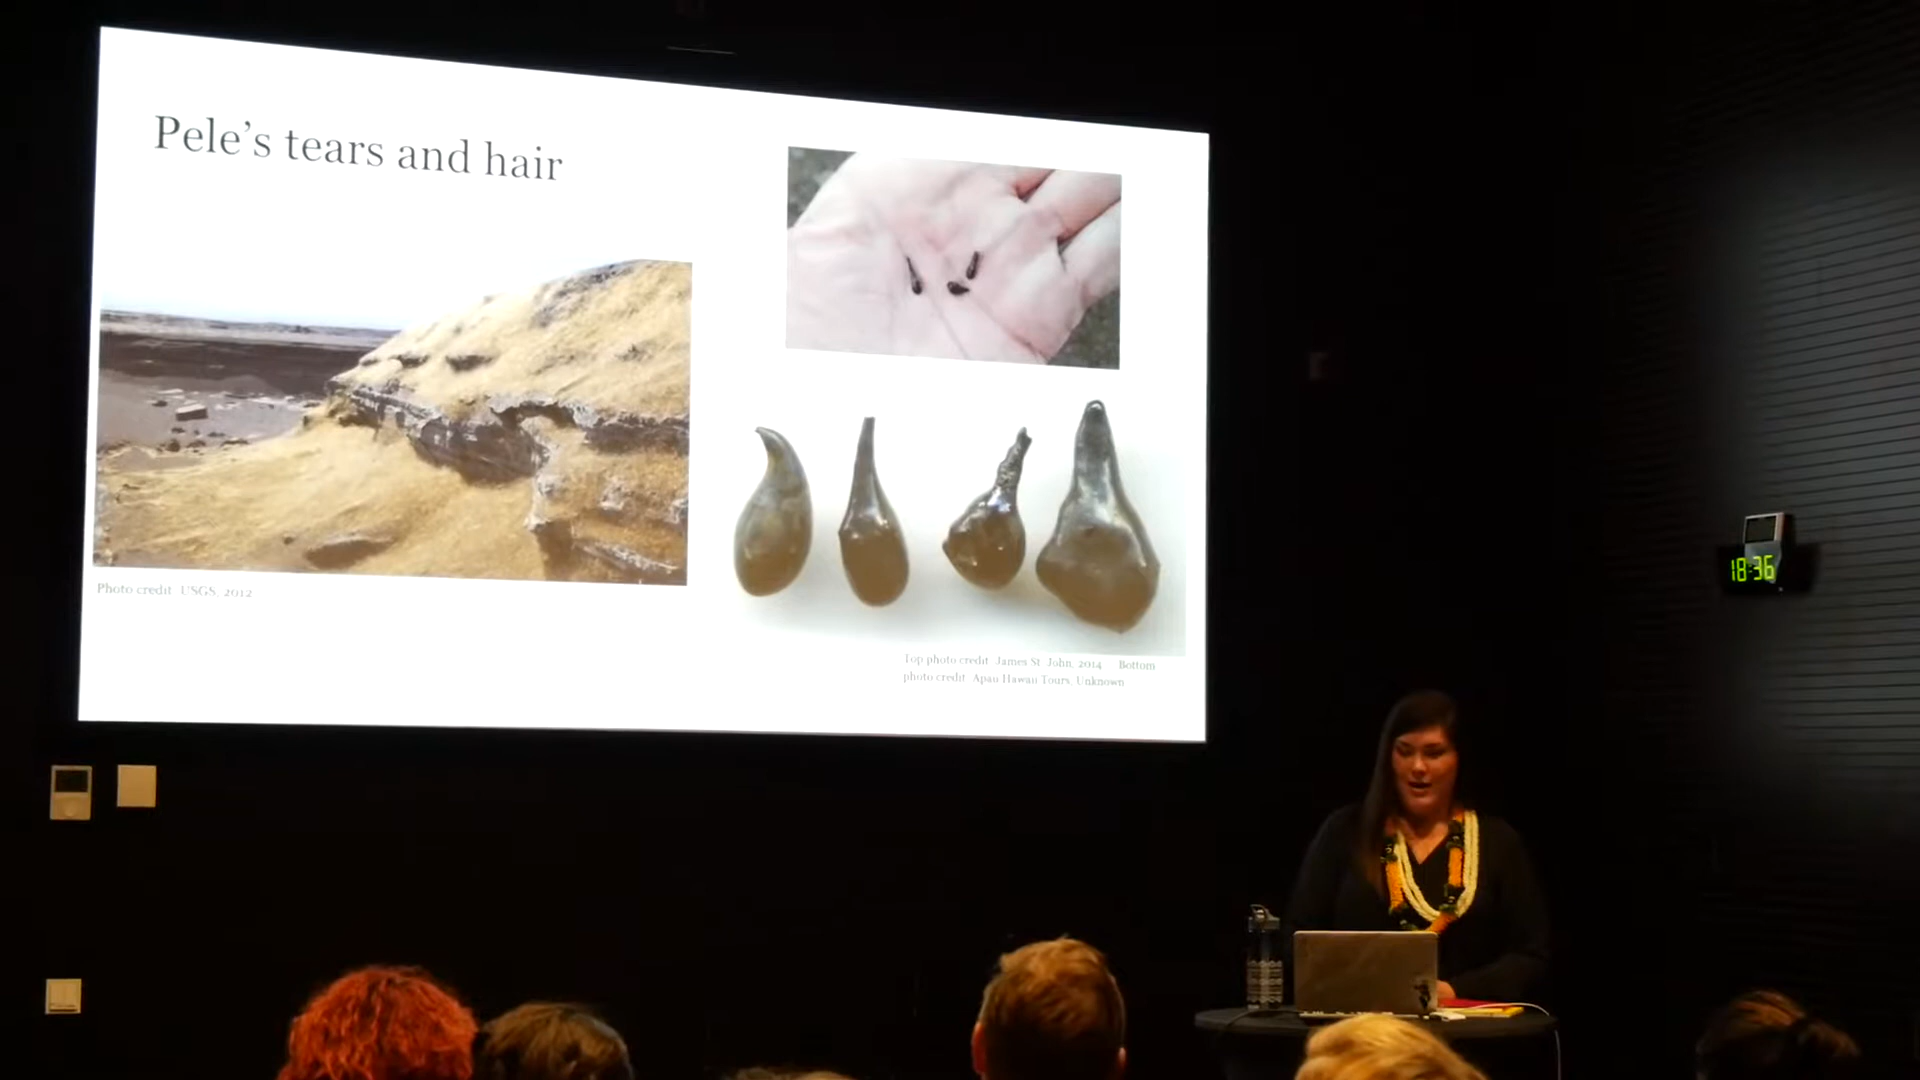 Pele's tears and hair
Photo credit: USGS, 2012
Top photo credit: James St. John, 2014 Bottom
photo credit: Apau Hawaii Tours, Unknown
18:36